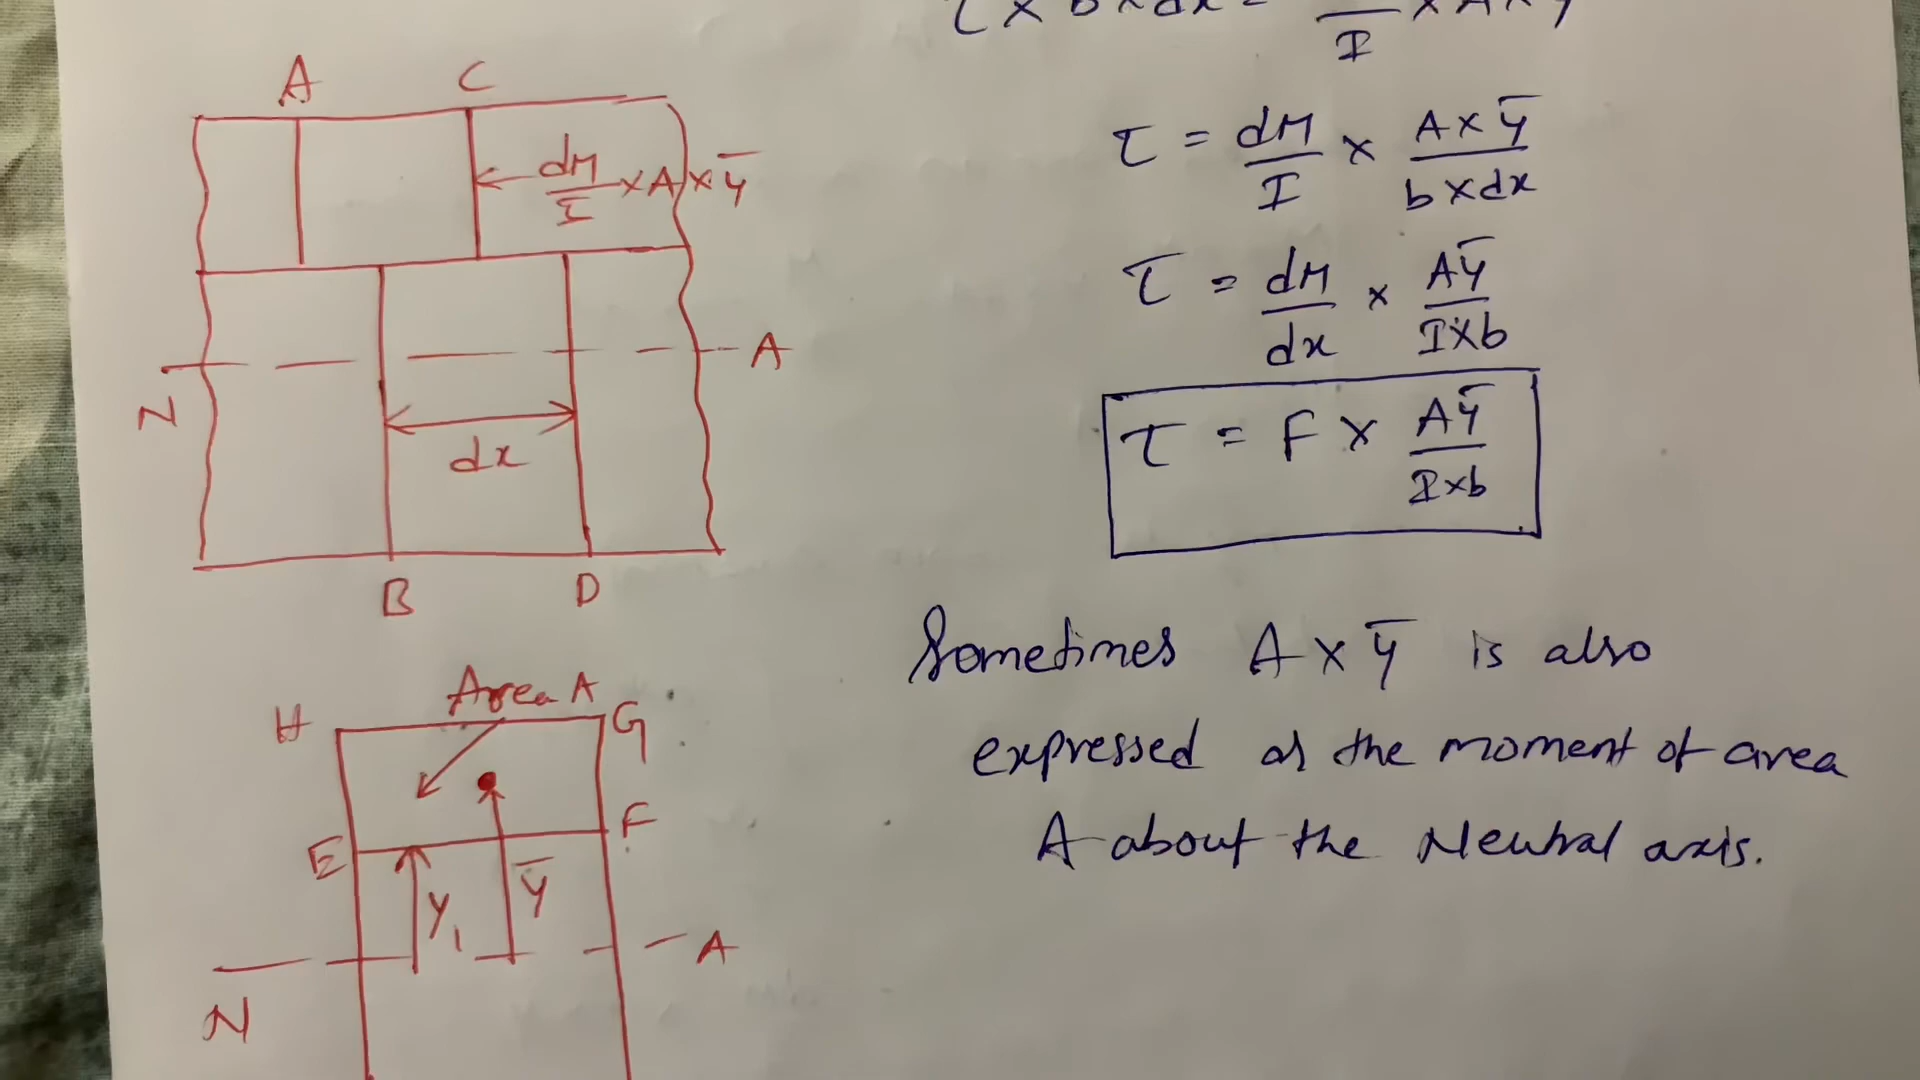 τ × b × dx = — × A × ȳ
I
A C
dM/I × A × ȳ
N A
dx
B D
Area A
H G
E F
y₁ ȳ
N A
τ = dM/I × A×ȳ/b×dx
τ = dM/dx × Aȳ/I×b
τ = F × Aȳ/I×b
Sometimes A × ȳ is also
expressed as the moment of area
A about the Neutral axis.